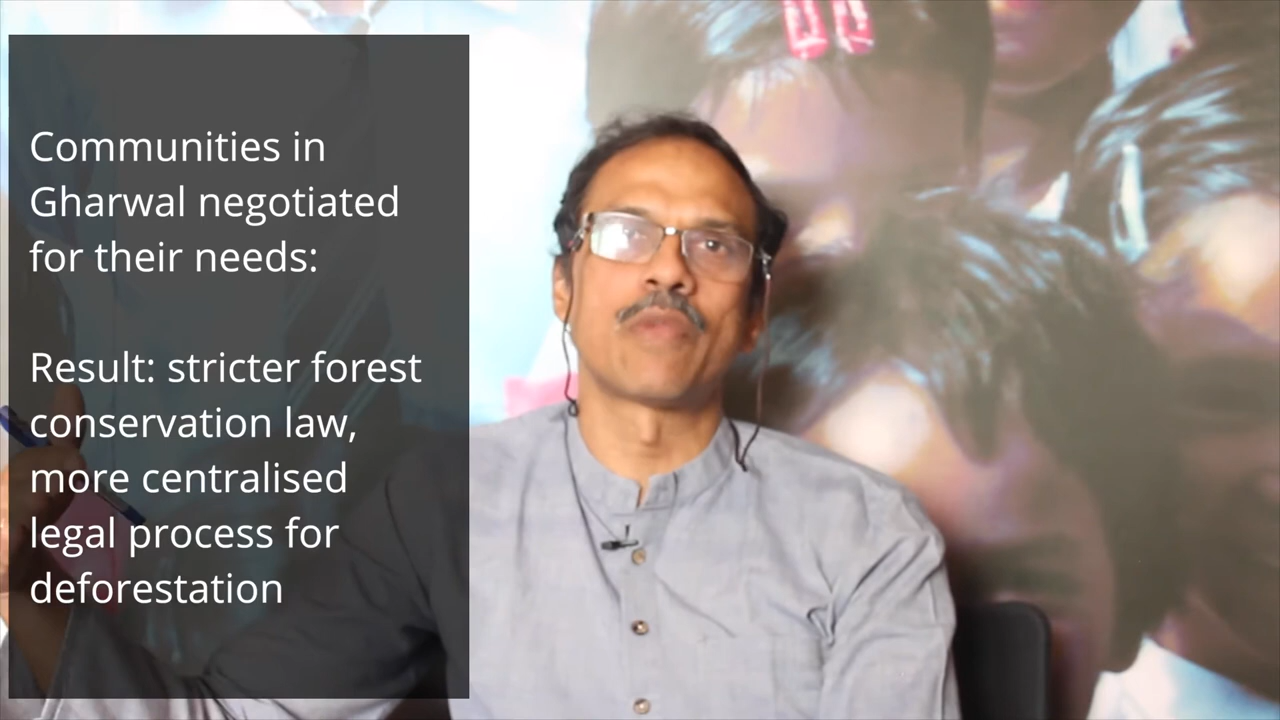 Communities in
Gharwal negotiated
for their needs:
Result: stricter forest
conservation law,
more centralised
legal process for
deforestation